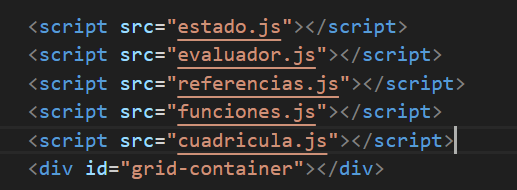 <script src="estado.js"></script>
<script src="evaluador.js"></script>
<script src="referencias.js"></script>
<script src="funciones.js"></script>
<script src="cuadricula.js"></script>
<div id="grid-container"></div>